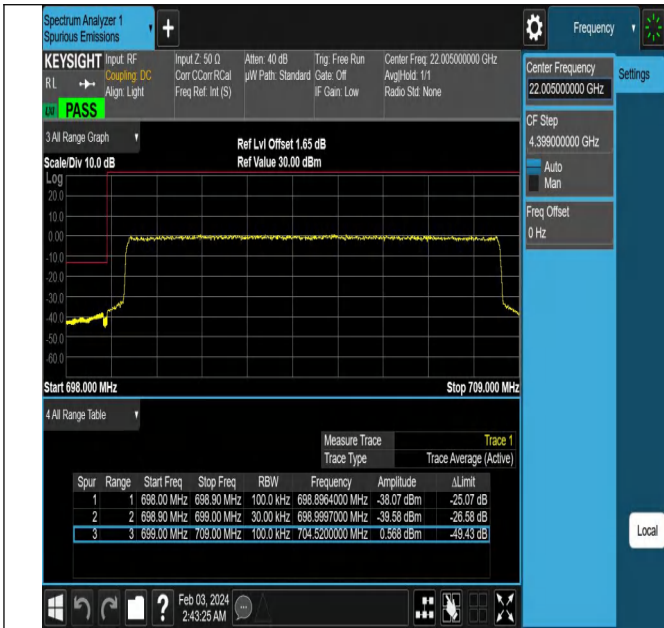 Spectrum Analyzer 1
Spurious Emissions
Frequency
KEYSIGHT
RL
PASS
Input: RF
Coupling: DC
Align: Light
Input Z: 50 Ω
Corr CCorr RCal
Freq Ref: Int (S)
Atten: 40 dB
µW Path: Standard
Trig: Free Run
Gate: Off
IF Gain: Low
Center Freq: 22.005000000 GHz
Avg|Hold: 1/1
Radio Std: None
Center Frequency
22.005000000 GHz
Settings
CF Step
4.399000000 GHz
Auto
Man
Freq Offset
0 Hz
3 All Range Graph
Scale/Div 10.0 dB
Ref Lvl Offset 1.65 dB
Ref Value 30.00 dBm
Log
20.0
10.0
0.00
-10.0
-20.0
-30.0
-40.0
-50.0
-60.0
Start 698.000 MHz Stop 709.000 MHz
4 All Range Table
Measure Trace Trace 1
Trace Type Trace Average (Active)
Spur Range Start Freq Stop Freq RBW Frequency Amplitude ΔLimit
1 1 698.00 MHz 698.90 MHz 100.0 kHz 698.8964000 MHz -38.07 dBm -25.07 dB
2 2 698.90 MHz 699.00 MHz 30.00 kHz 698.9997000 MHz -39.58 dBm -26.58 dB
3 3 699.00 MHz 709.00 MHz 100.0 kHz 704.5200000 MHz 0.568 dBm -49.43 dB
Local
Feb 03, 2024
2:43:25 AM